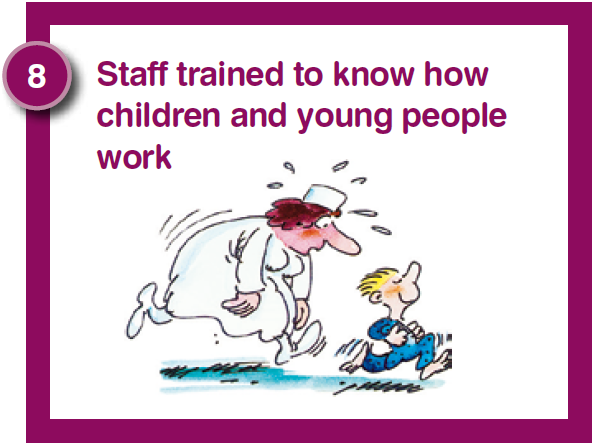 8
Staff trained to know how
children and young people
work